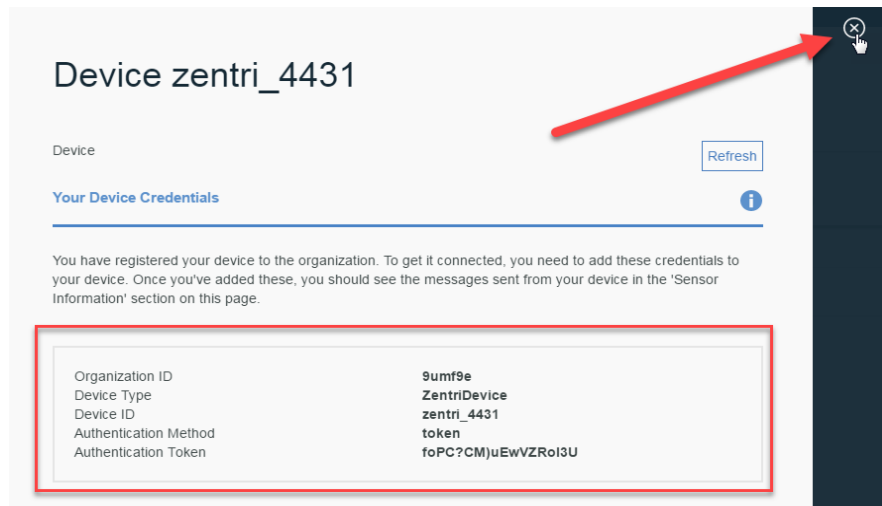 Device zentri_4431
Device
Refresh
Your Device Credentials
You have registered your device to the organization. To get it connected, you need to add these credentials to
your device. Once you've added these, you should see the messages sent from your device in the 'Sensor
Information' section on this page.
Organization ID 9umf9e
Device Type ZentriDevice
Device ID zentri_4431
Authentication Method token
Authentication Token foPC?CM)uEwVZRoI3U